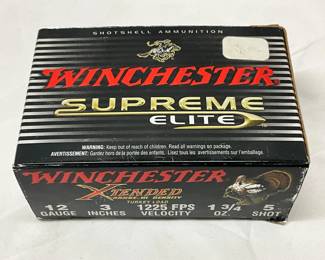 SHOTSHELL AMMUNITION
WINCHESTER
SUPREME
ELITE
WARNING: Keep out of reach of children. Read all warnings on package.
AVERTISSEMENT: Gardez hors de la portée des enfants. Lisez tous les avertissements sur l'emballage.
WINCHESTER
XTENDED
RANGE HI DENSITY
TURKEY LOAD
12 3 1225 FPS 1 3/4 5
GAUGE INCHES VELOCITY OZ. SHOT